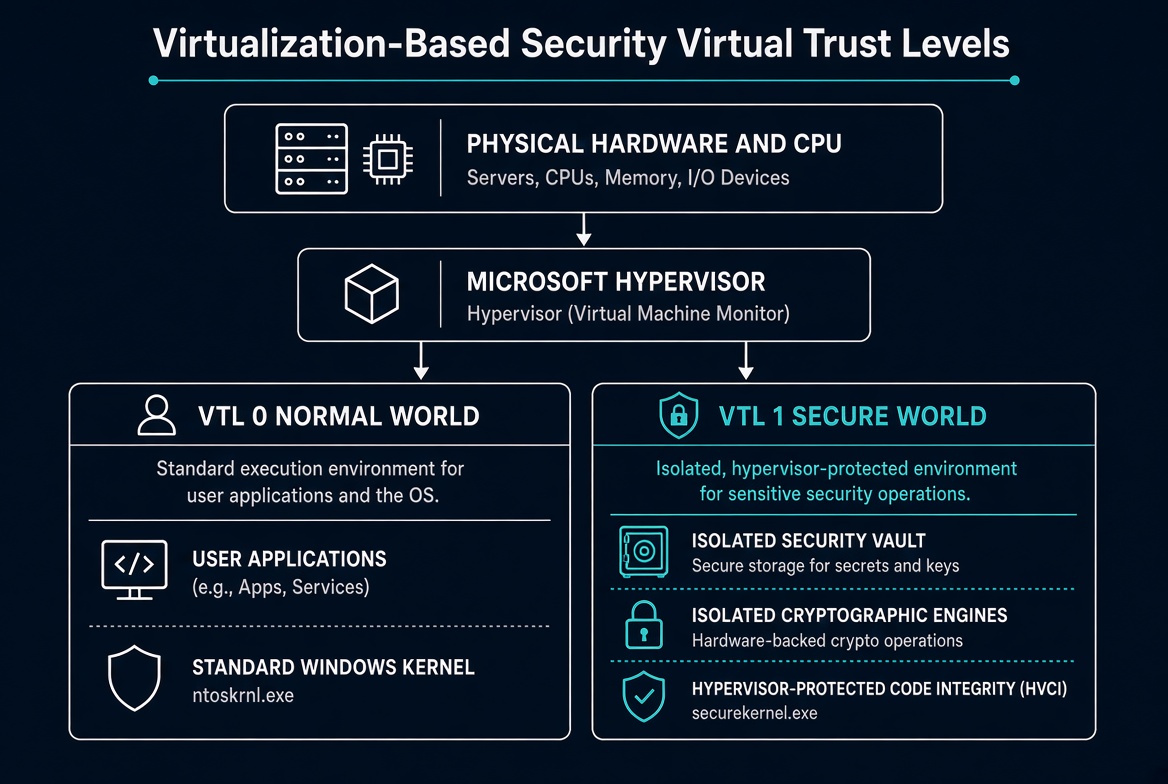 Virtualization-Based Security Virtual Trust Levels
PHYSICAL HARDWARE AND CPU
Servers, CPUs, Memory, I/O Devices
MICROSOFT HYPERVISOR
Hypervisor (Virtual Machine Monitor)
VTL 0 NORMAL WORLD
Standard execution environment for
user applications and the OS.
</>
USER APPLICATIONS
(e.g., Apps, Services)
STANDARD WINDOWS KERNEL
ntoskrnl.exe
VTL 1 SECURE WORLD
Isolated, hypervisor-protected environment
for sensitive security operations.
ISOLATED SECURITY VAULT
Secure storage for secrets and keys
ISOLATED CRYPTOGRAPHIC ENGINES
Hardware-backed crypto operations
HYPERVISOR-PROTECTED CODE INTEGRITY (HVCI)
securekernel.exe